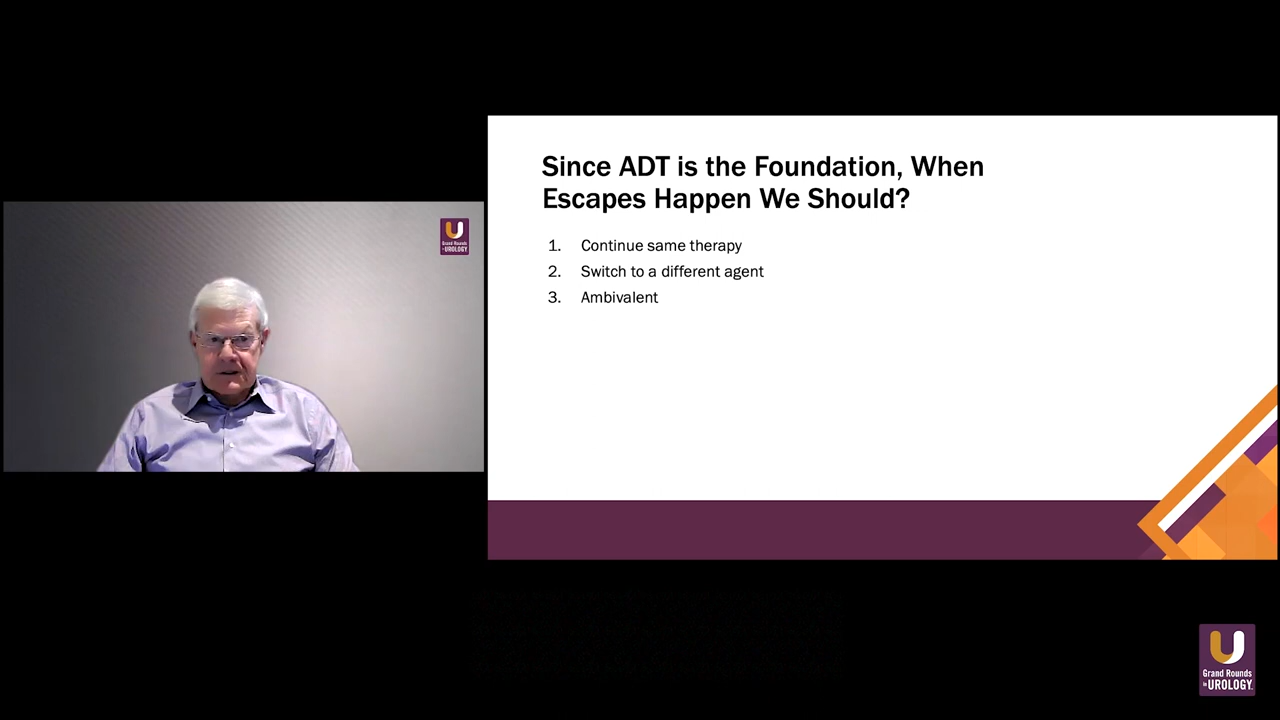 Grand Rounds
in UROLOGY
Since ADT is the Foundation, When
Escapes Happen We Should?
1. Continue same therapy
2. Switch to a different agent
3. Ambivalent
Grand Rounds
in UROLOGY